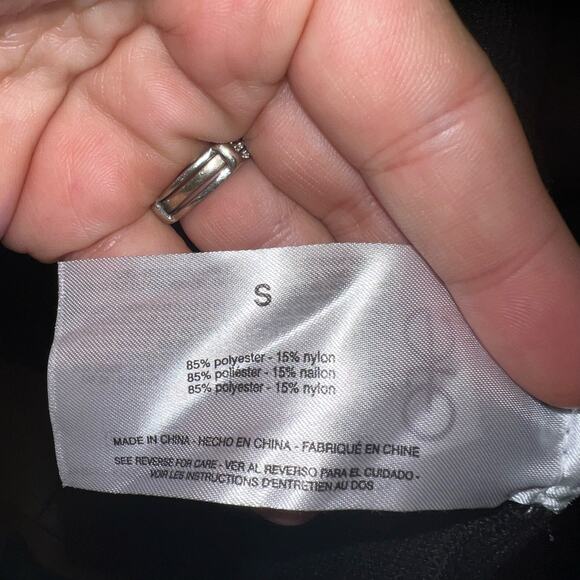 S
85% polyester - 15% nylon
85% poliéster - 15% nailon
85% polyester - 15% nylon
MADE IN CHINA - HECHO EN CHINA - FABRIQUÉ EN CHINE
SEE REVERSE FOR CARE - VER AL REVERSO PARA EL CUIDADO -
VOIR LES INSTRUCTIONS D'ENTRETIEN AU DOS